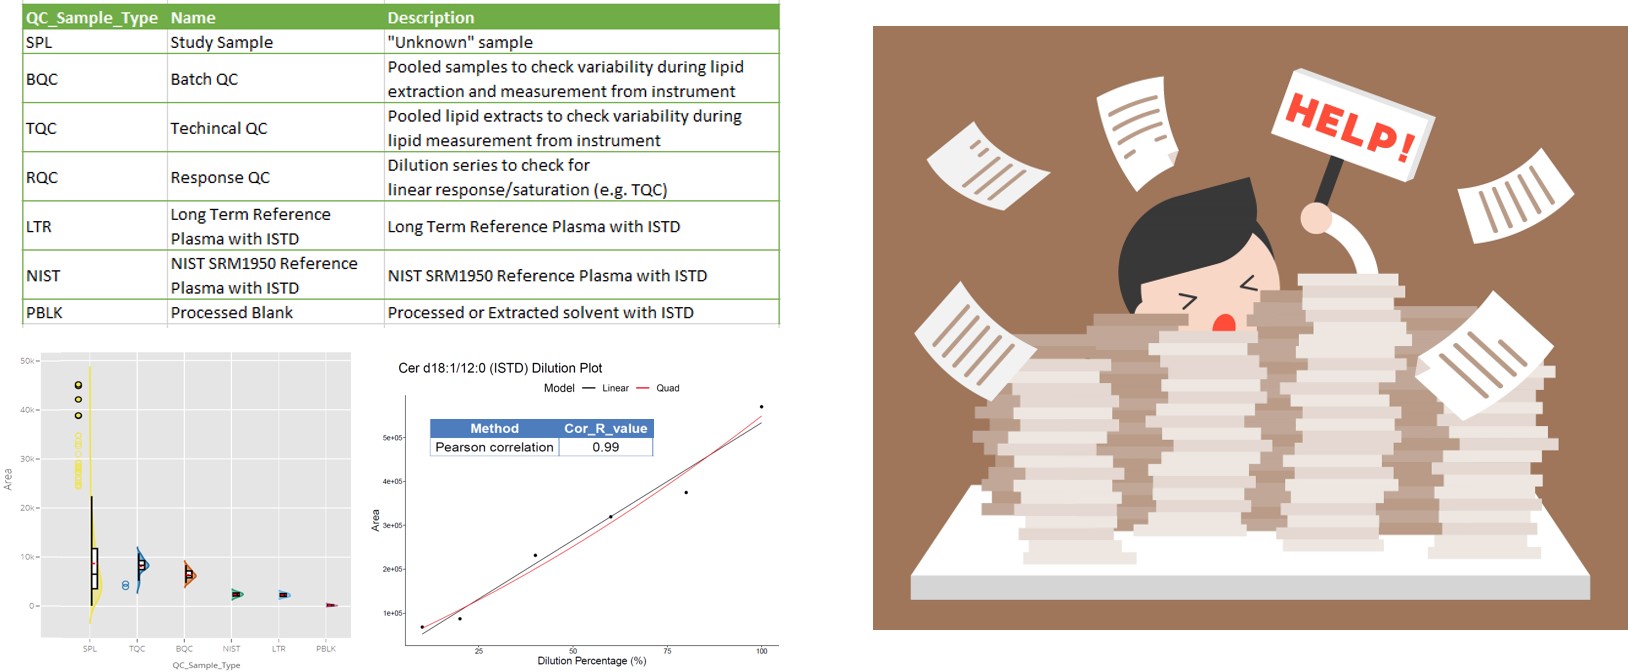 QC_Sample_Type Name Description
SPL Study Sample "Unknown" sample
BQC Batch QC Pooled samples to check variability during lipid
extraction and measurement from instrument
TQC Techincal QC Pooled lipid extracts to check variability during
lipid measurement from instrument
RQC Response QC Dilution series to check for
linear response/saturation (e.g. TQC)
LTR Long Term Reference
Plasma with ISTD Long Term Reference Plasma with ISTD
NIST NIST SRM1950 Reference
Plasma with ISTD NIST SRM1950 Reference Plasma with ISTD
PBLK Processed Blank Processed or Extracted solvent with ISTD
50k
40k
30k
20k
10k
0
Area
SPL TQC BQC NIST LTR PBLK
QC_Sample_Type
Cer d18:1/12:0 (ISTD) Dilution Plot
Model Linear Quad
Method Cor_R_value
Pearson correlation 0.99
5e+05
4e+05
3e+05
2e+05
1e+05
Area
25 50 75 100
Dilution Percentage (%)
HELP!